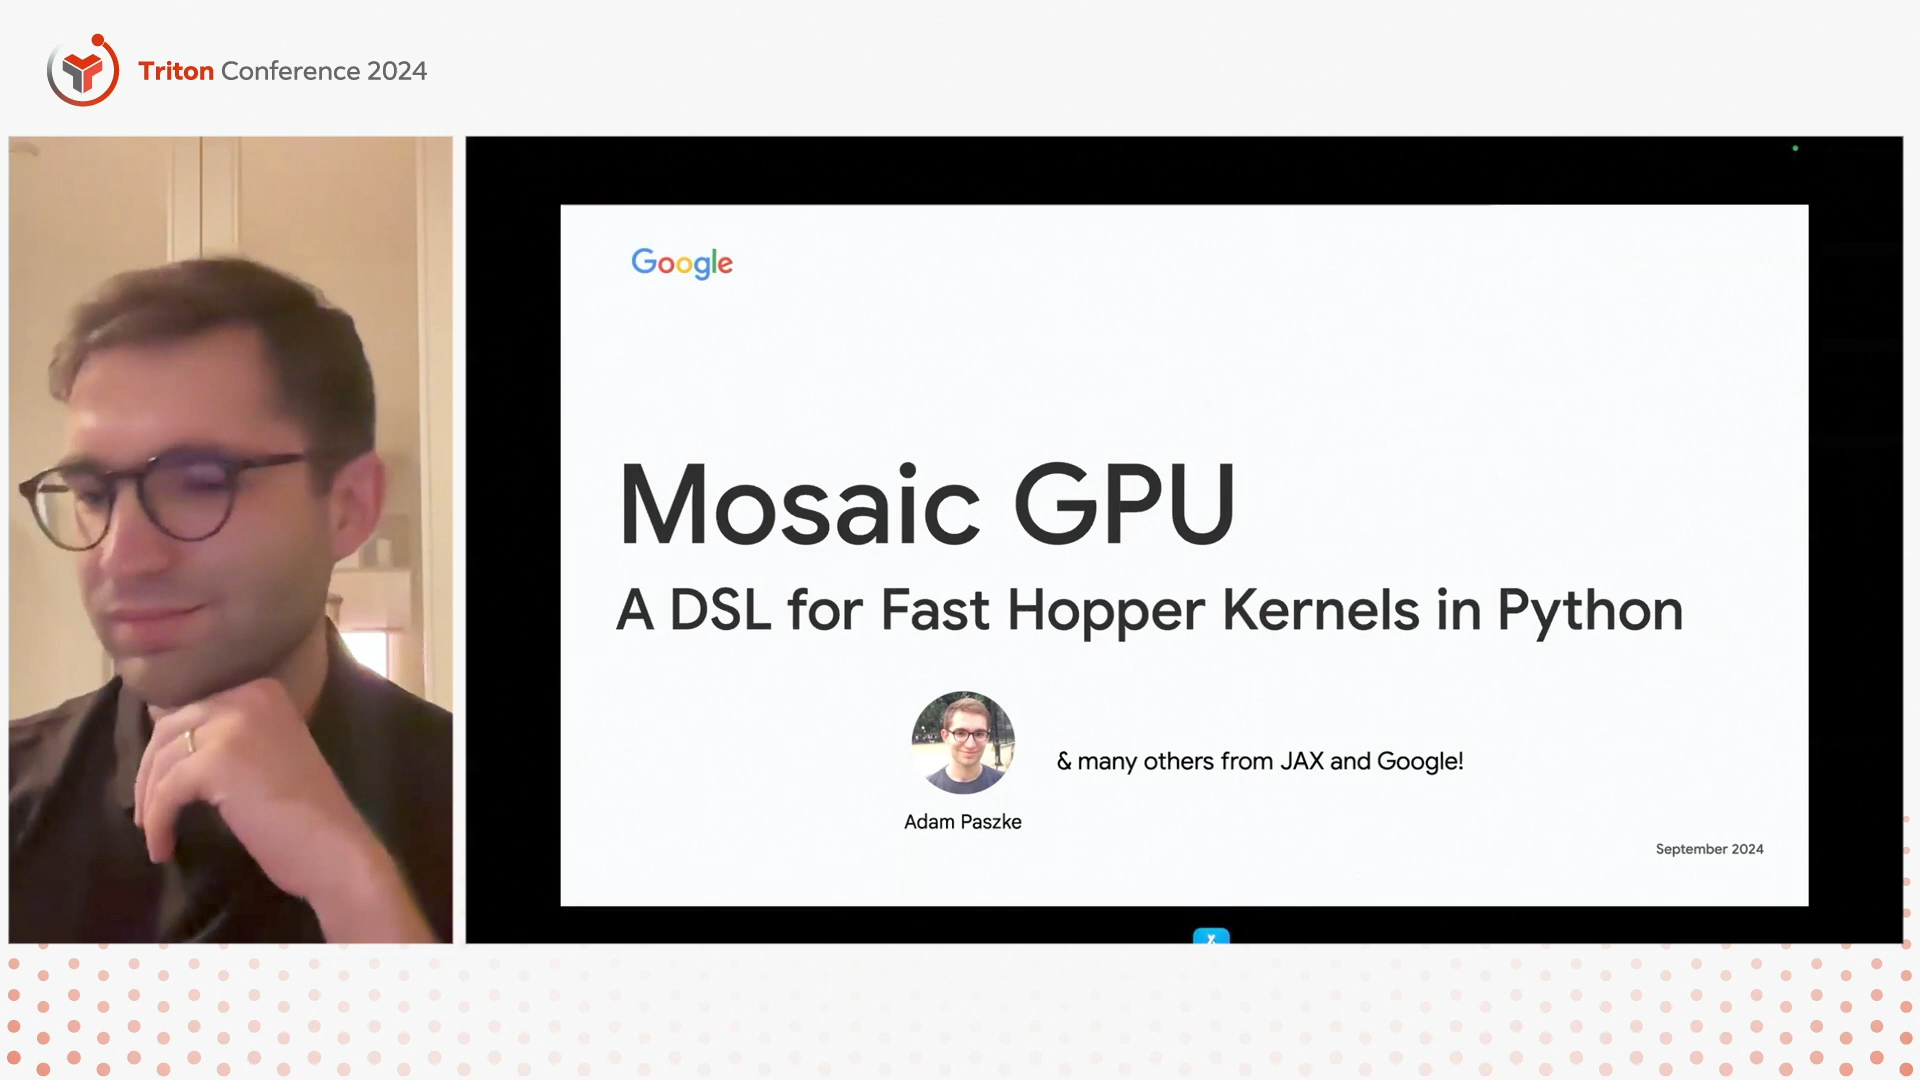 Triton Conference 2024
Google
Mosaic GPU
A DSL for Fast Hopper Kernels in Python
& many others from JAX and Google!
Adam Paszke
September 2024